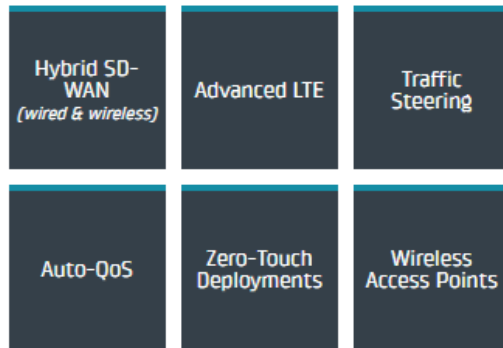 Hybrid SD-
WAN
(wired & wireless)
Advanced LTE
Traffic
Steering
Auto-QoS
Zero-Touch
Deployments
Wireless
Access Points